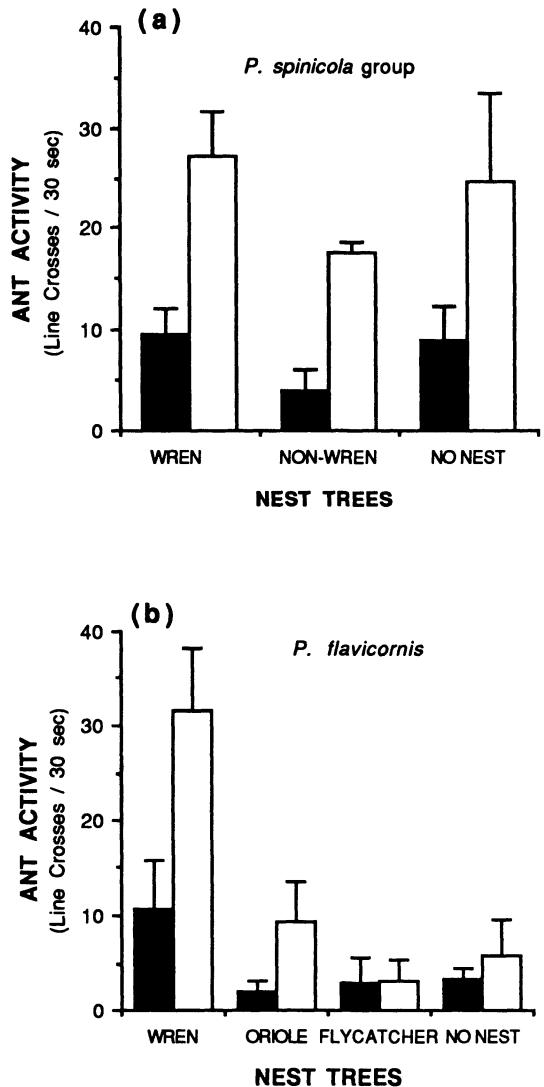 (a)
P. spinicola group
40
30
20
10
0
ANT ACTIVITY
(Line Crosses / 30 sec)
WREN NON-WREN NO NEST
NEST TREES
(b)
P. flavicornis
40
30
20
10
0
ANT ACTIVITY
(Line Crosses / 30 sec)
WREN ORIOLE FLYCATCHER NO NEST
NEST TREES